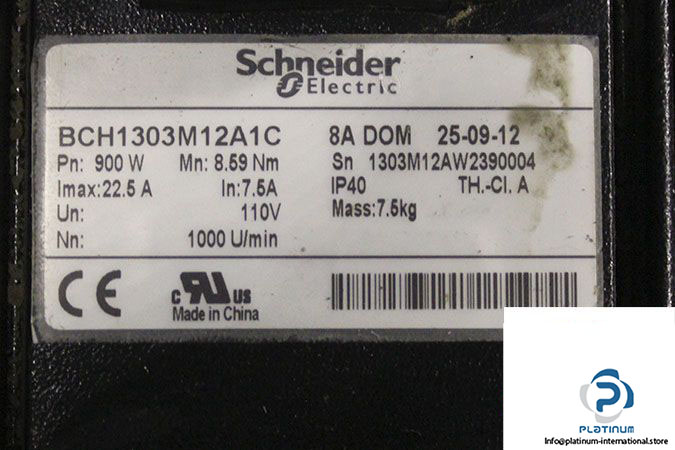 Schneider
Electric
BCH1303M12A1C 8A DOM 25-09-12
Pn: 900 W Mn: 8.59 Nm Sn 1303M12AW2390004
Imax:22.5 A In:7.5A IP40 TH.-Cl. A
Un: 110V Mass:7.5kg
Nn: 1000 U/min
CE c RU us
Made in China
PLATINUM
Info@platinum-international.store